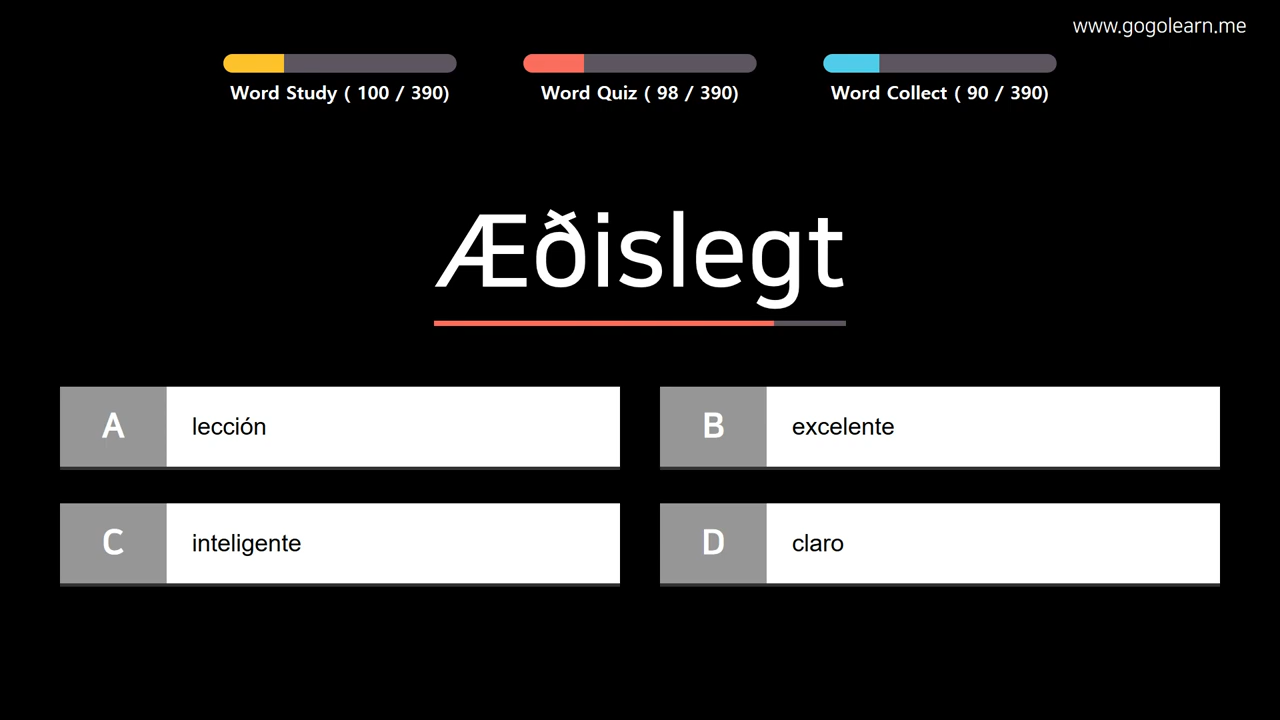 www.gogolearn.me
Word Study ( 100 / 390)
Word Quiz ( 98 / 390)
Word Collect ( 90 / 390)
Æðislegt
A
lección
B
excelente
C
inteligente
D
claro